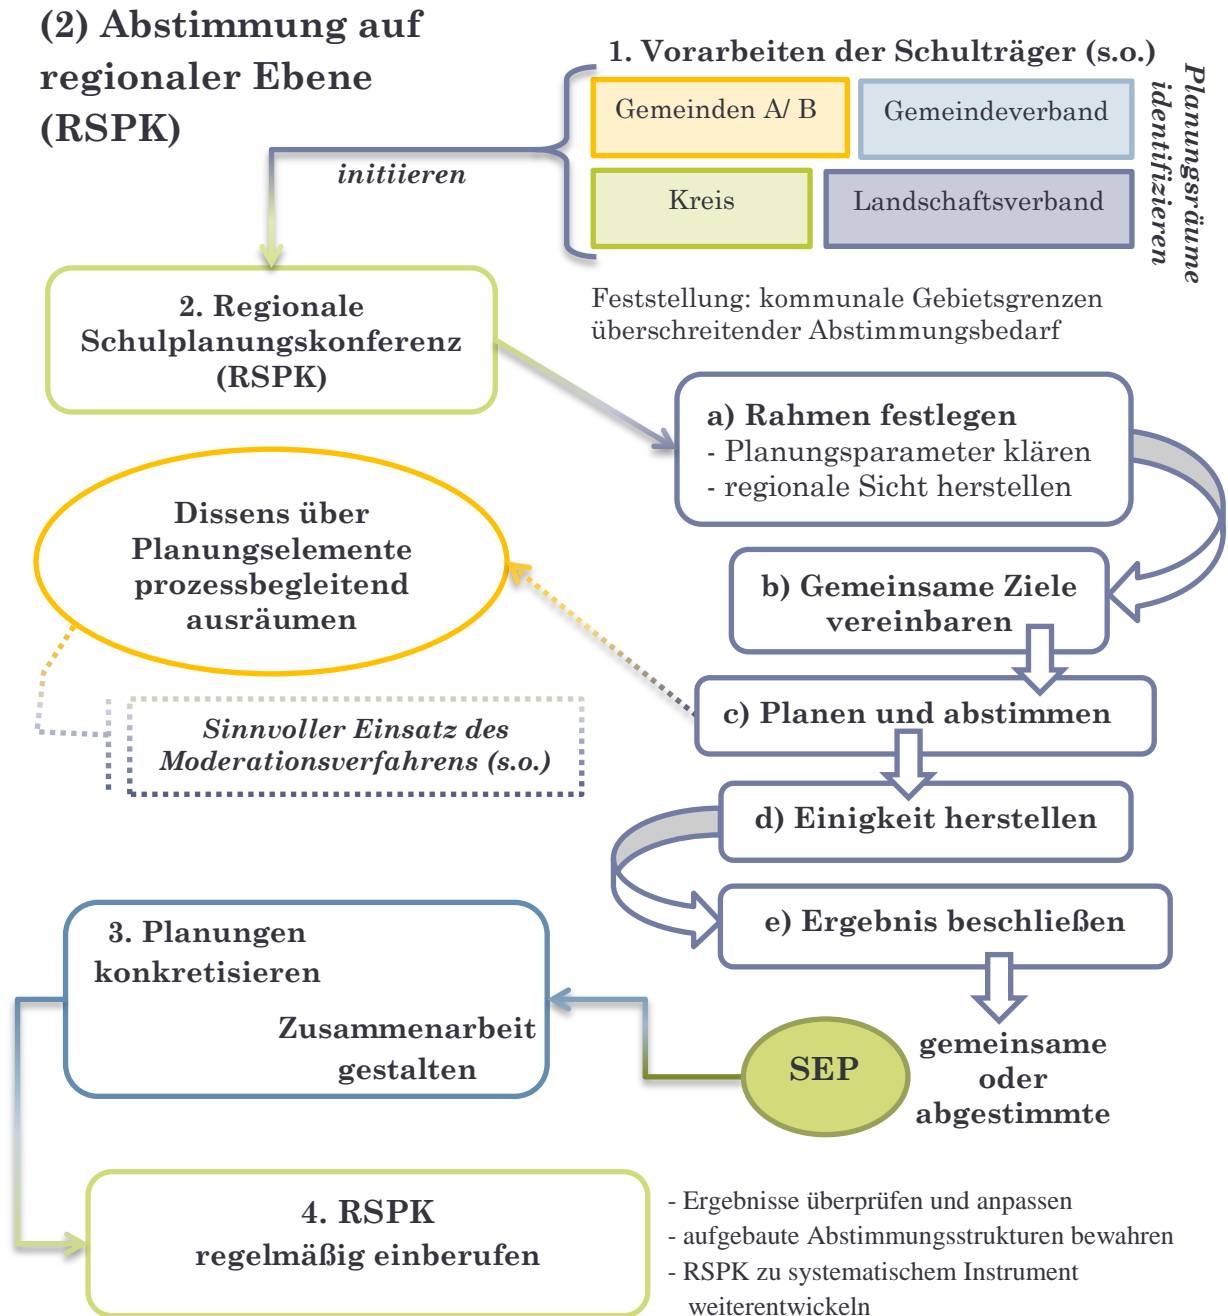 (2) Abstimmung auf
regionaler Ebene
(RSPK)
1. Vorarbeiten der Schulträger (s.o.)
Gemeinden A/ B
Gemeindeverband
Kreis
Landschaftsverband
Planungsräume
identifizieren
initiieren
Feststellung: kommunale Gebietsgrenzen
überschreitender Abstimmungsbedarf
2. Regionale
Schulplanungskonferenz
(RSPK)
a) Rahmen festlegen
- Planungsparameter klären
- regionale Sicht herstellen
b) Gemeinsame Ziele
vereinbaren
c) Planen und abstimmen
Dissens über
Planungselemente
prozessbegleitend
ausräumen
Sinnvoller Einsatz des
Moderationsverfahrens (s.o.)
d) Einigkeit herstellen
e) Ergebnis beschließen
gemeinsame
oder
abgestimmte
SEP
3. Planungen
konkretisieren
Zusammenarbeit
gestalten
4. RSPK
regelmäßig einberufen
- Ergebnisse überprüfen und anpassen
- aufgebaute Abstimmungsstrukturen bewahren
- RSPK zu systematischem Instrument
weiterentwickeln